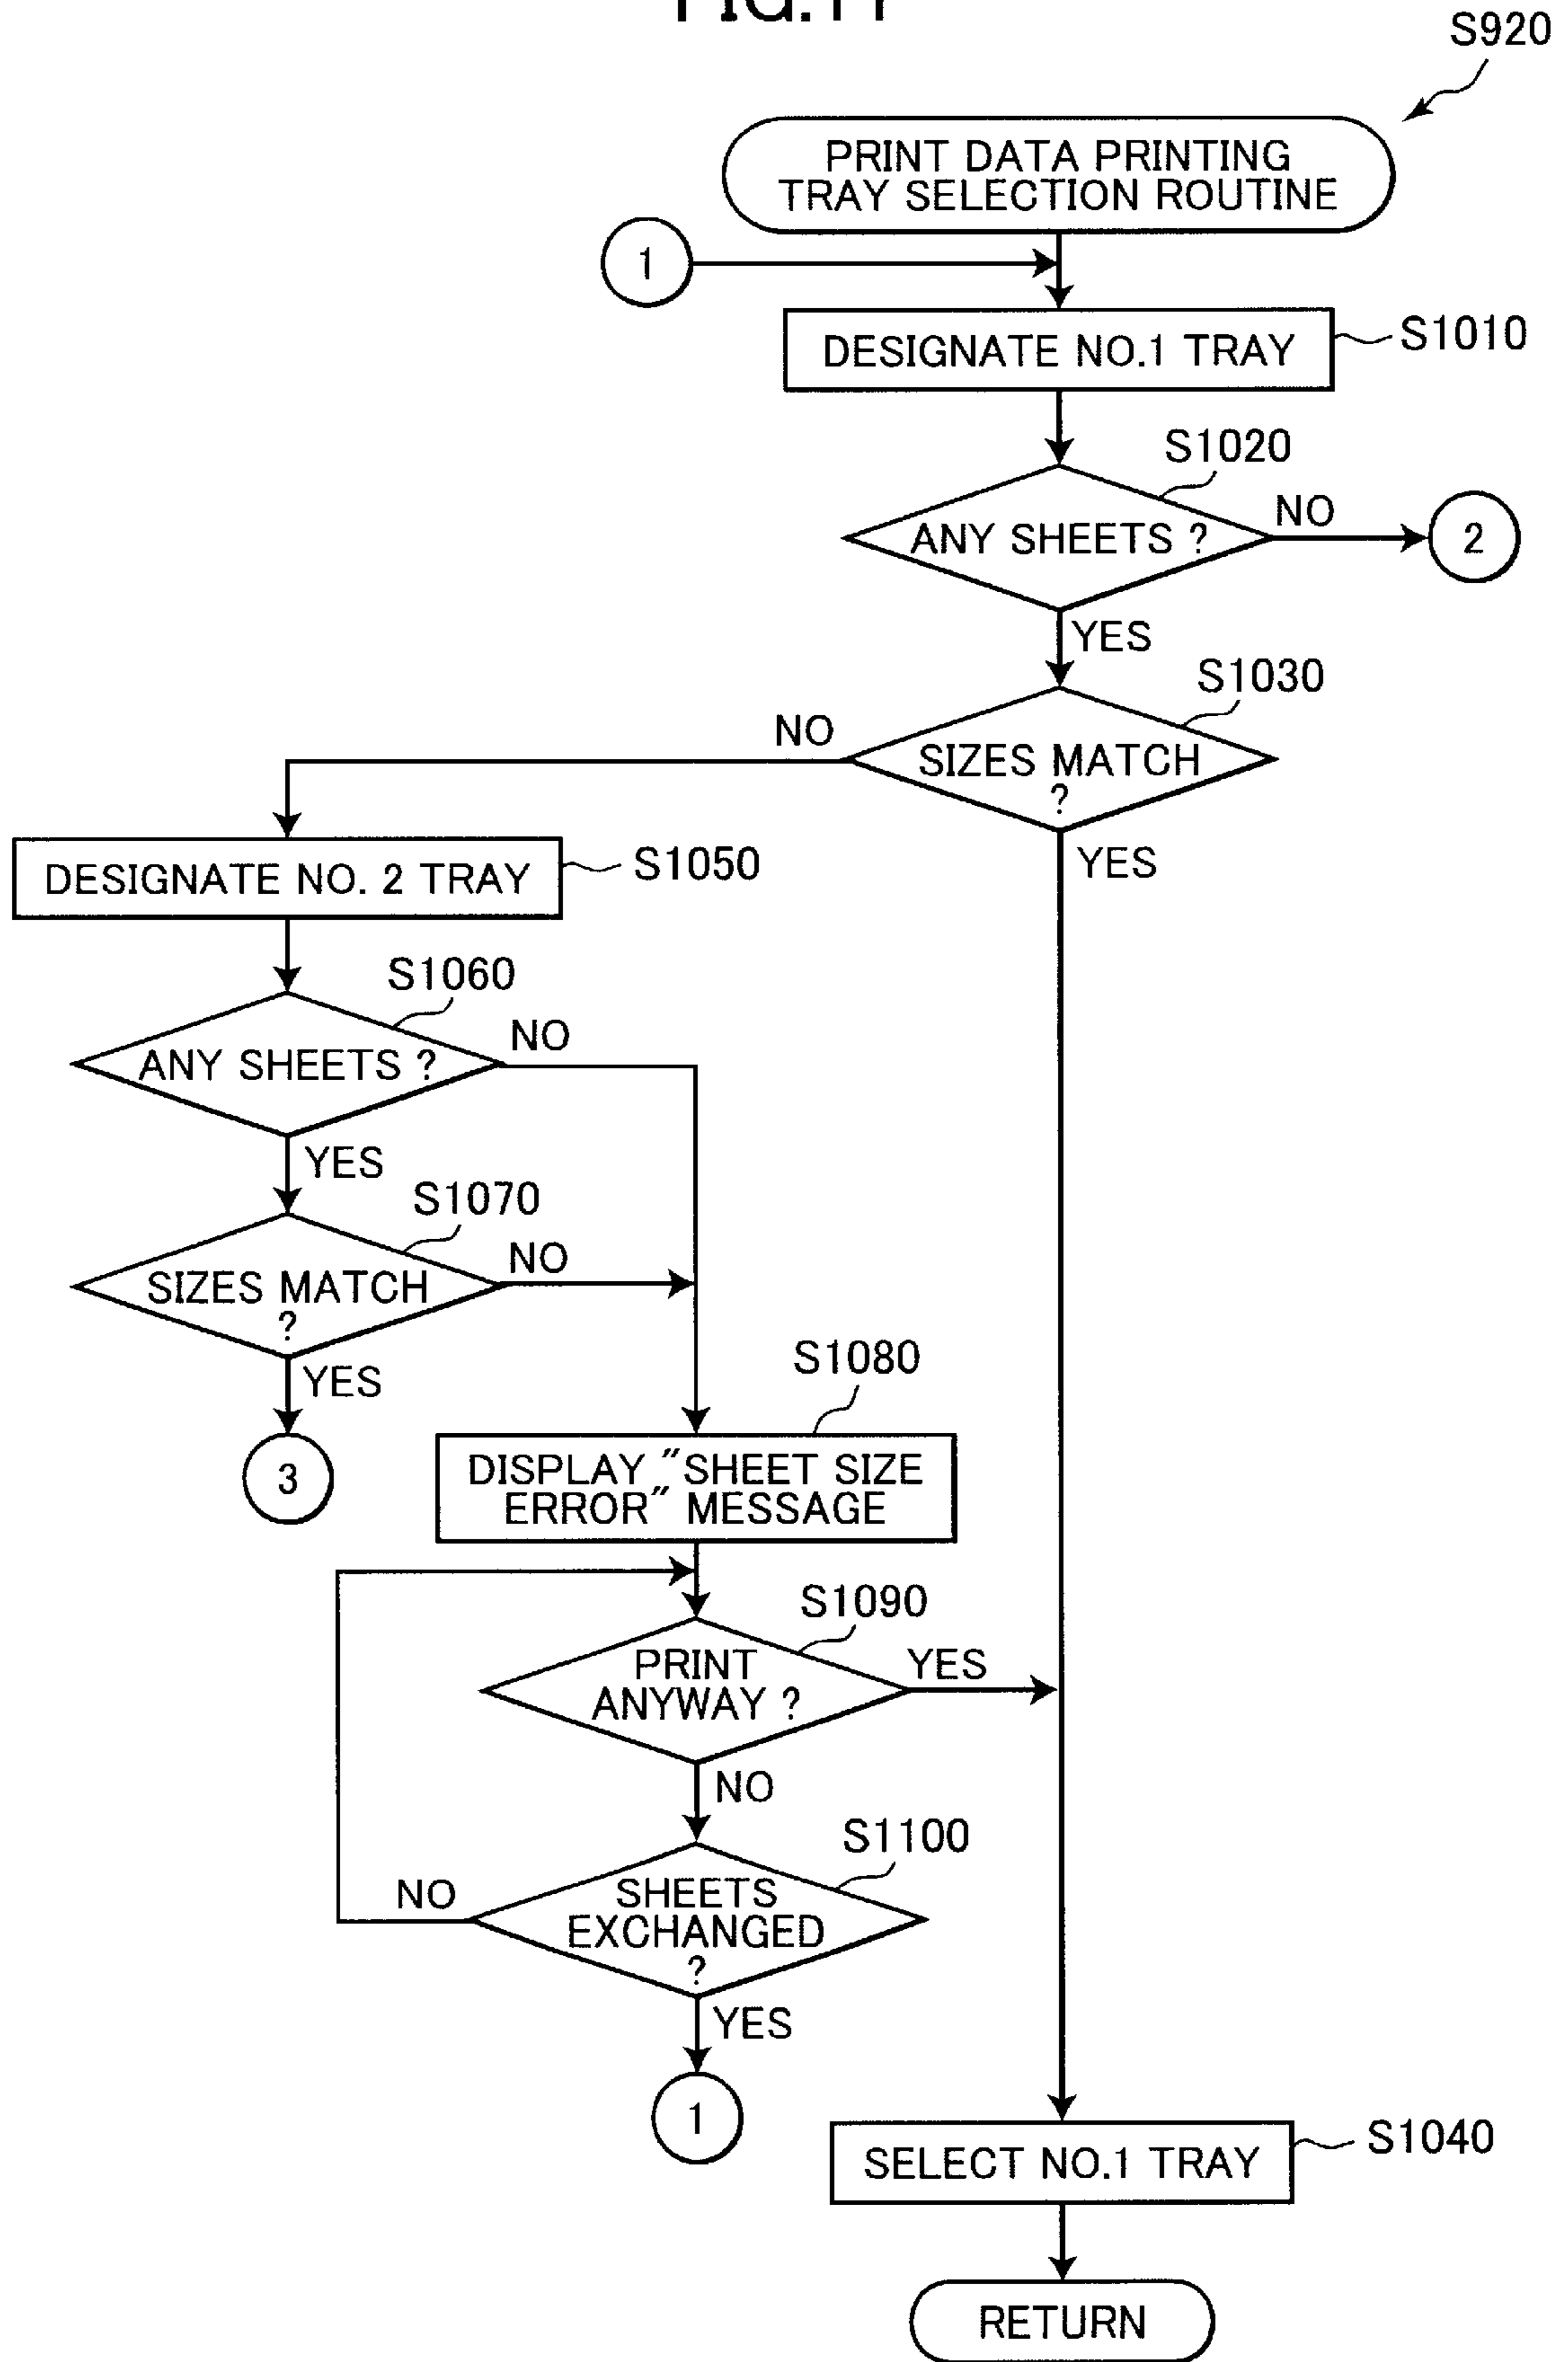 S920
PRINT DATA PRINTING
TRAY SELECTION ROUTINE
1
DESIGNATE NO.1 TRAY
S1010
S1020
ANY SHEETS ?
NO
2
YES
S1030
NO
SIZES MATCH
?
YES
DESIGNATE NO. 2 TRAY
S1050
S1060
NO
ANY SHEETS ?
YES
S1070
NO
SIZES MATCH
?
YES
3
S1080
DISPLAY "SHEET SIZE
ERROR" MESSAGE
S1090
PRINT
ANYWAY ?
YES
NO
S1100
NO
SHEETS
EXCHANGED
?
YES
1
SELECT NO.1 TRAY
S1040
RETURN